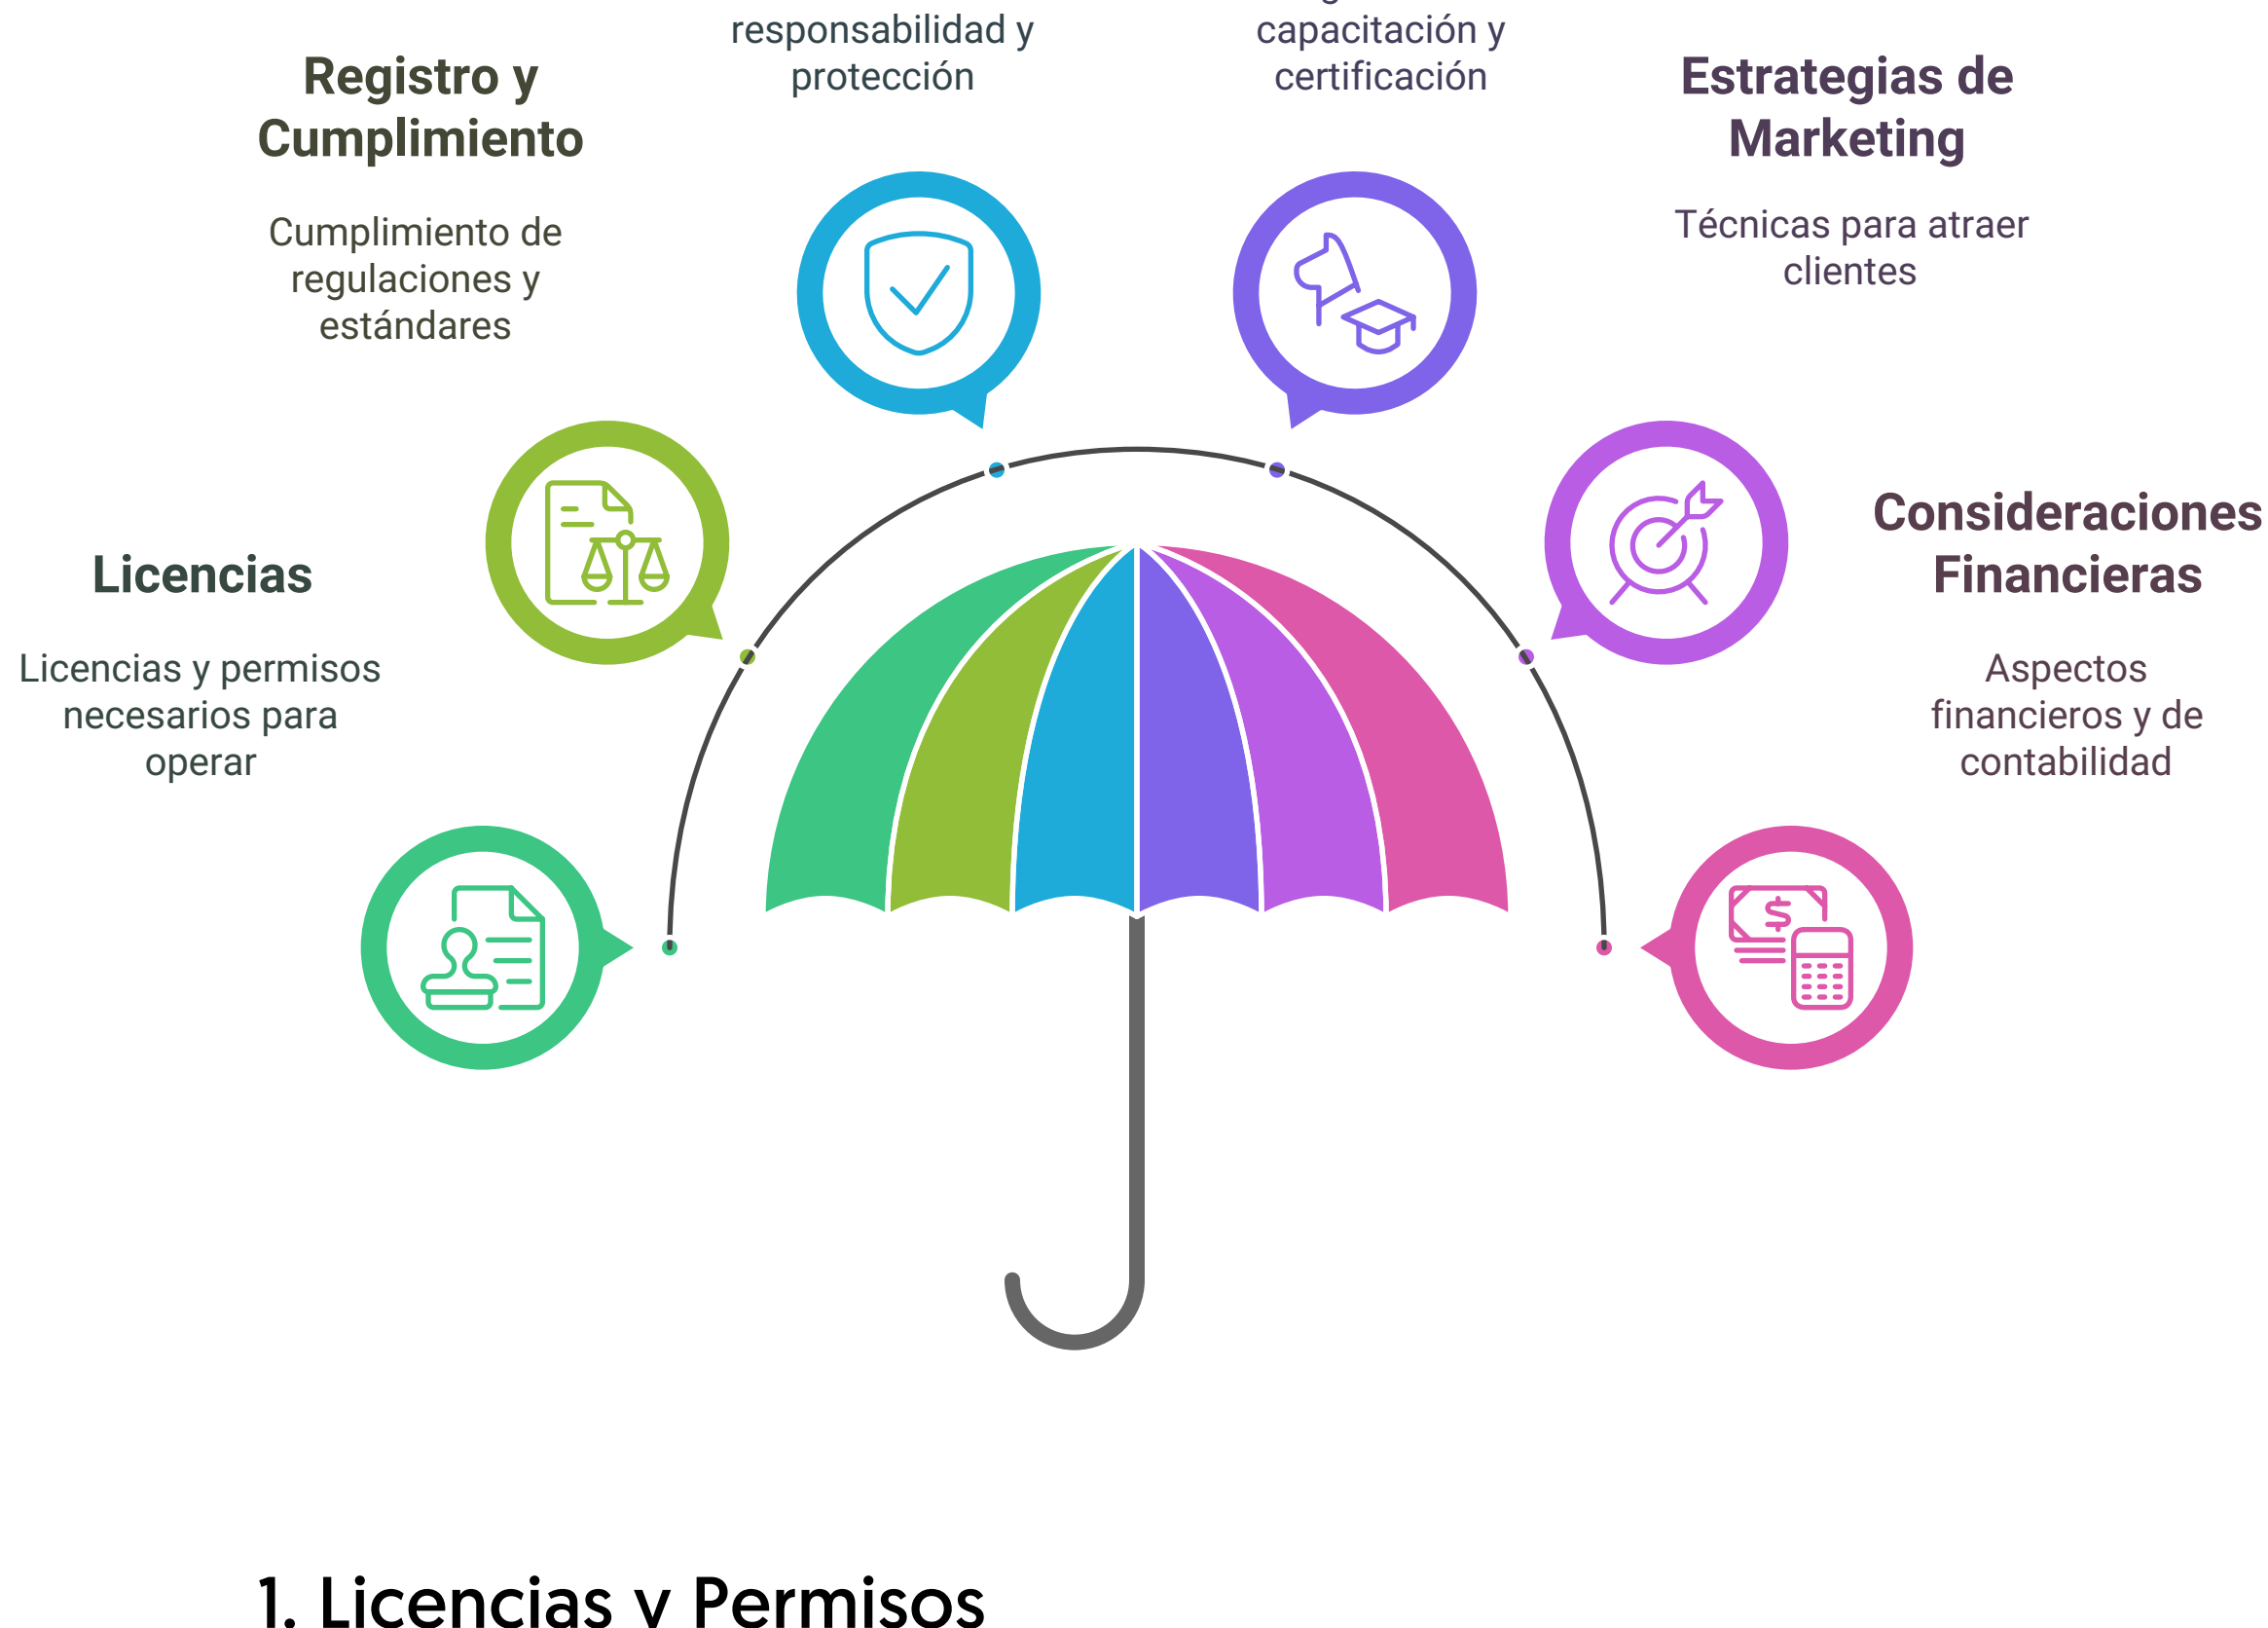 responsabilidad y
protección
capacitación y
certificación
Registro y
Cumplimiento
Cumplimiento de
regulaciones y
estándares
Estrategias de
Marketing
Técnicas para atraer
clientes
Licencias
Licencias y permisos
necesarios para
operar
Consideraciones
Financieras
Aspectos
financieros y de
contabilidad
$
1. Licencias y Permisos